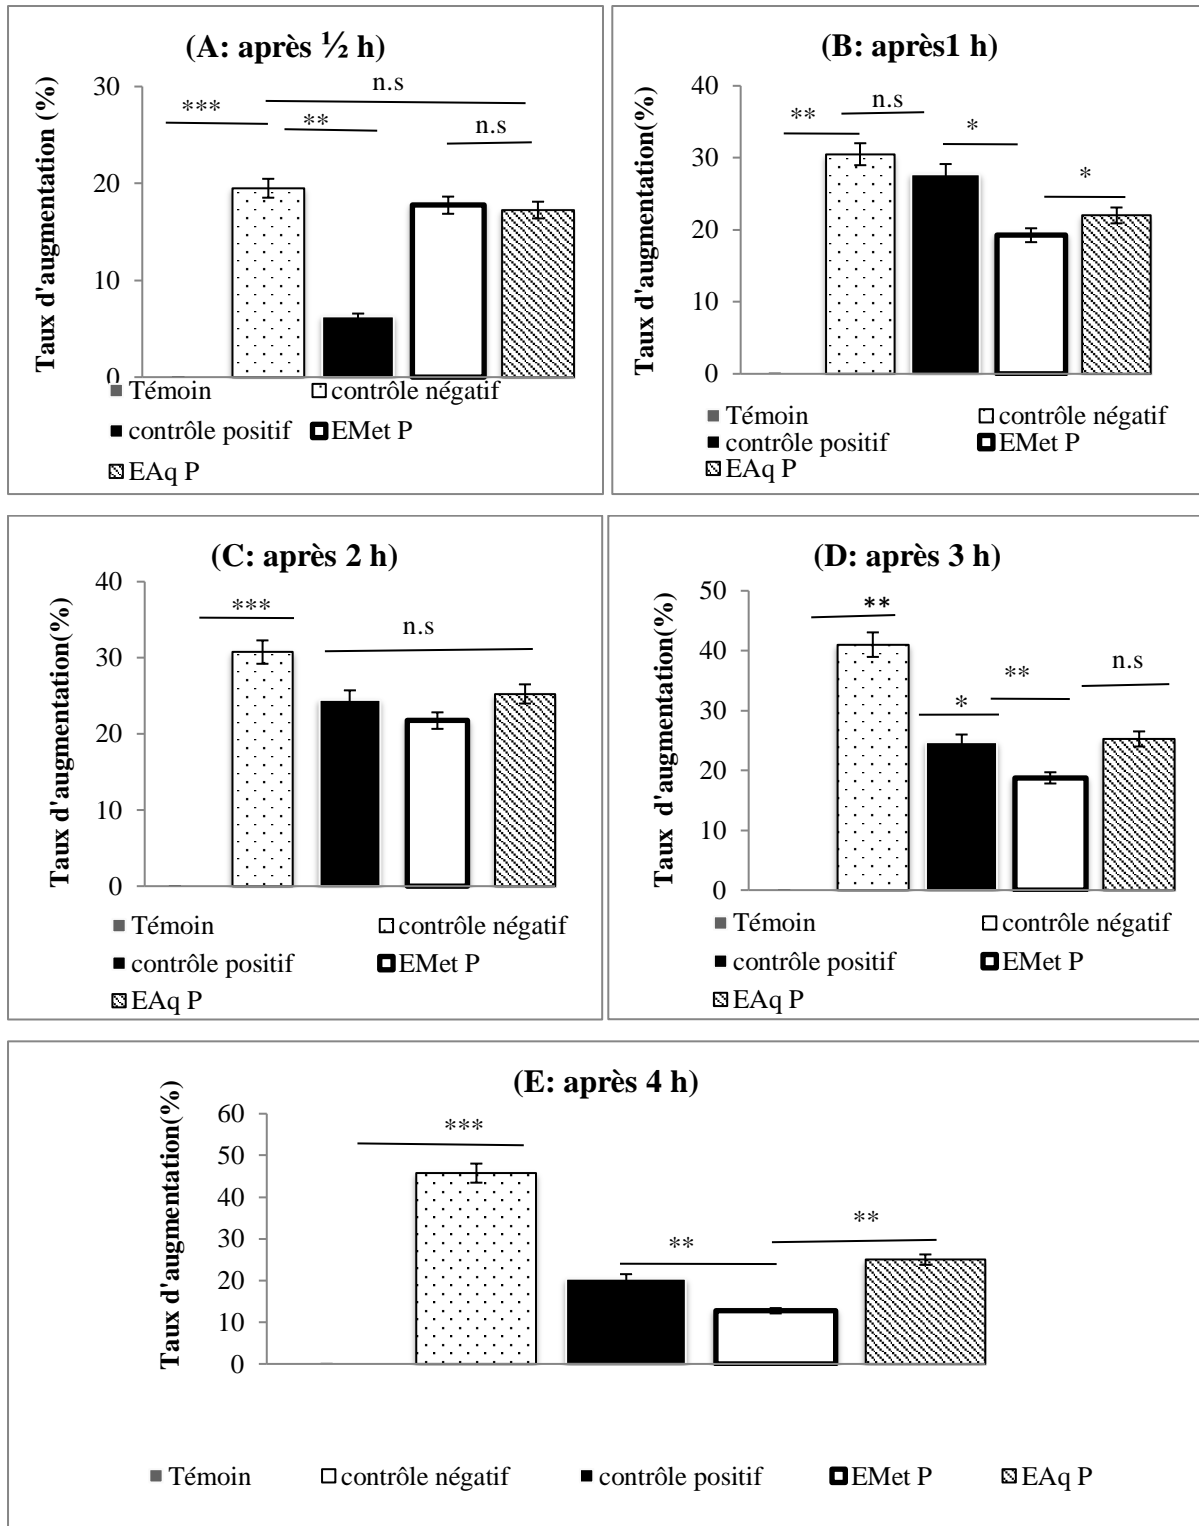 (A: après ½ h)
Taux d'augmentation (%)
30
20
10
0
***
**
n.s
n.s
Témoin
contrôle négatif
contrôle positif
EMet P
EAq P
(B: après1 h)
Taux d'augmentation(%)
40
30
20
10
0
**
n.s
*
*
Témoin
contrôle négatif
contrôle positif
EMet P
EAq P
(C: après 2 h)
Taux d'augmentation(%)
40
30
20
10
0
***
n.s
Témoin
contrôle négatif
contrôle positif
EMet P
EAq P
(D: après 3 h)
Taux d'augmentation(%)
50
40
30
20
10
0
**
*
**
n.s
Témoin
contrôle négatif
contrôle positif
EMet P
EAq P
(E: après 4 h)
Taux d'augmentation(%)
60
50
40
30
20
10
0
***
**
**
Témoin
contrôle négatif
contrôle positif
EMet P
EAq P